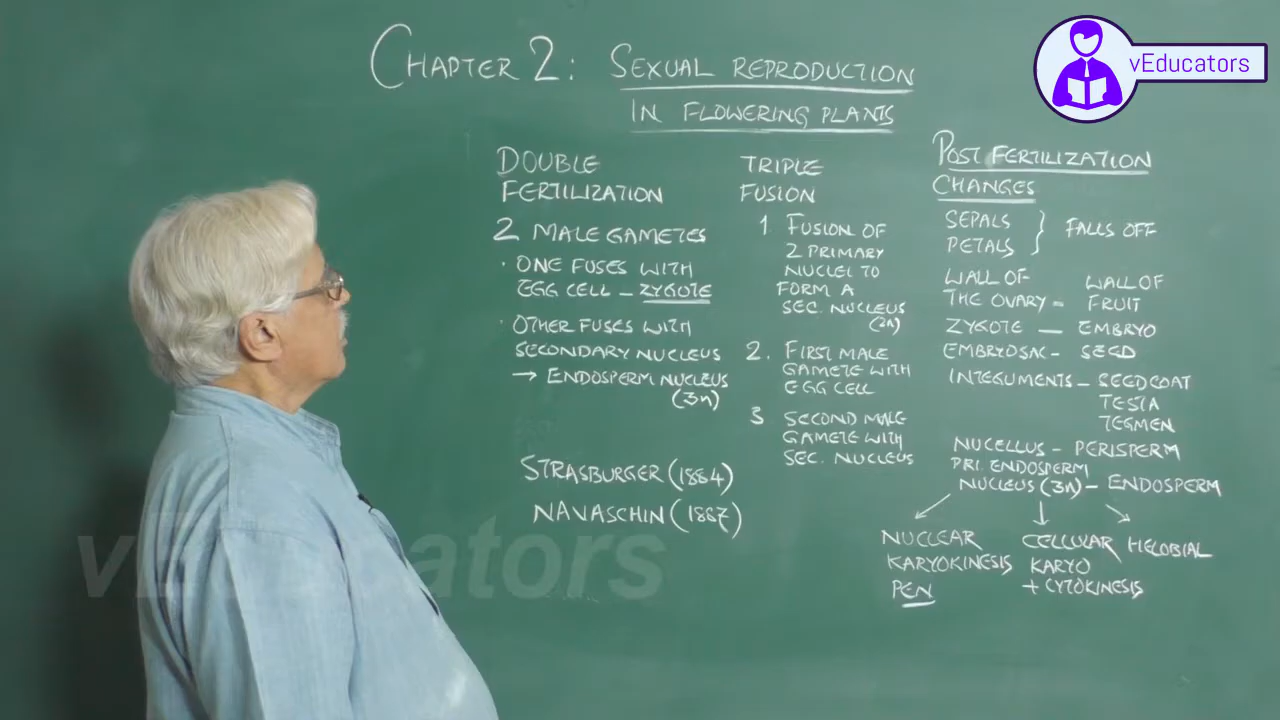 CHAPTER 2: SEXUAL REPRODUCTION
IN FLOWERING PLANTS
DOUBLE
FERTILIZATION
2 MALE GAMETES
· ONE FUSES WITH
EGG CELL - ZYGOTE
· OTHER FUSES WITH
SECONDARY NUCLEUS
→ ENDOSPERM NUCLEUS
(3n)
STRASBURGER (1884)
NAVASCHIN (1887)
TRIPLE
FUSION
1 FUSION OF
2 PRIMARY
NUCLEI TO
FORM A
SEC. NUCLEUS
(2n)
2. FIRST MALE
GAMETE WITH
EGG CELL
3 SECOND MALE
GAMETE WITH
SEC. NUCLEUS
POST FERTILIZATION
CHANGES
SEPALS
PETALS } FALLS OFF
WALL OF WALL OF
THE OVARY = FRUIT
ZYGOTE — EMBRYO
EMBRYOSAC - SEED
INTEGUMENTS - SEEDCOAT
TESTA
TEGMEN
NUCELLUS - PERISPERM
PRI. ENDOSPERM
NUCLEUS (3n) - ENDOSPERM
NUCLEAR
KARYOKINESIS
PEN
CELLULAR
KARYO
+ CYTOKINESIS
HELOBIAL
vEducators
vEducators